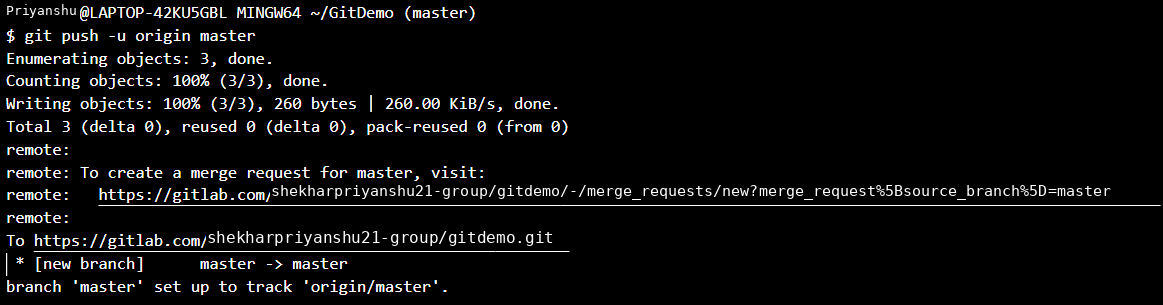 Priyanshu@LAPTOP-42KU5GBL MINGW64 ~/GitDemo (master)
$ git push -u origin master
Enumerating objects: 3, done.
Counting objects: 100% (3/3), done.
Writing objects: 100% (3/3), 260 bytes | 260.00 KiB/s, done.
Total 3 (delta 0), reused 0 (delta 0), pack-reused 0 (from 0)
remote:
remote: To create a merge request for master, visit:
remote:   https://gitlab.com/shekharpriyanshu21-group/gitdemo/-/merge_requests/new?merge_request%5Bsource_branch%5D=master
remote:
To https://gitlab.com/shekharpriyanshu21-group/gitdemo.git
 * [new branch]      master -> master
branch 'master' set up to track 'origin/master'.